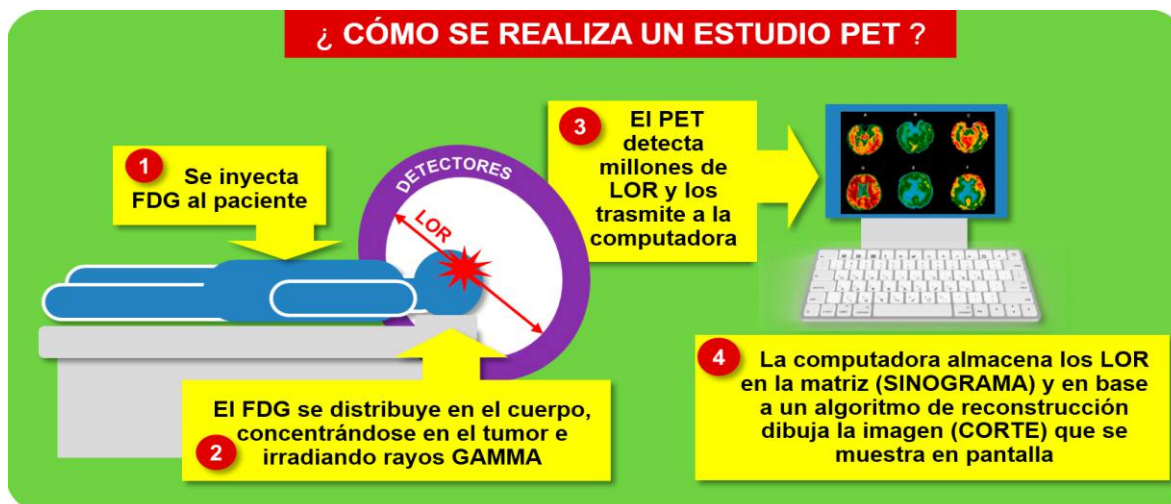 ¿ CÓMO SE REALIZA UN ESTUDIO PET ?
1
Se inyecta
FDG al paciente
DETECTORES
LOR
El FDG se distribuye en el cuerpo,
concentrándose en el tumor e
2
irradiando rayos GAMMA
3
El PET
detecta
millones de
LOR y los
trasmite a la
computadora
4
La computadora almacena los LOR
en la matriz (SINOGRAMA) y en base
a un algoritmo de reconstrucción
dibuja la imagen (CORTE) que se
muestra en pantalla